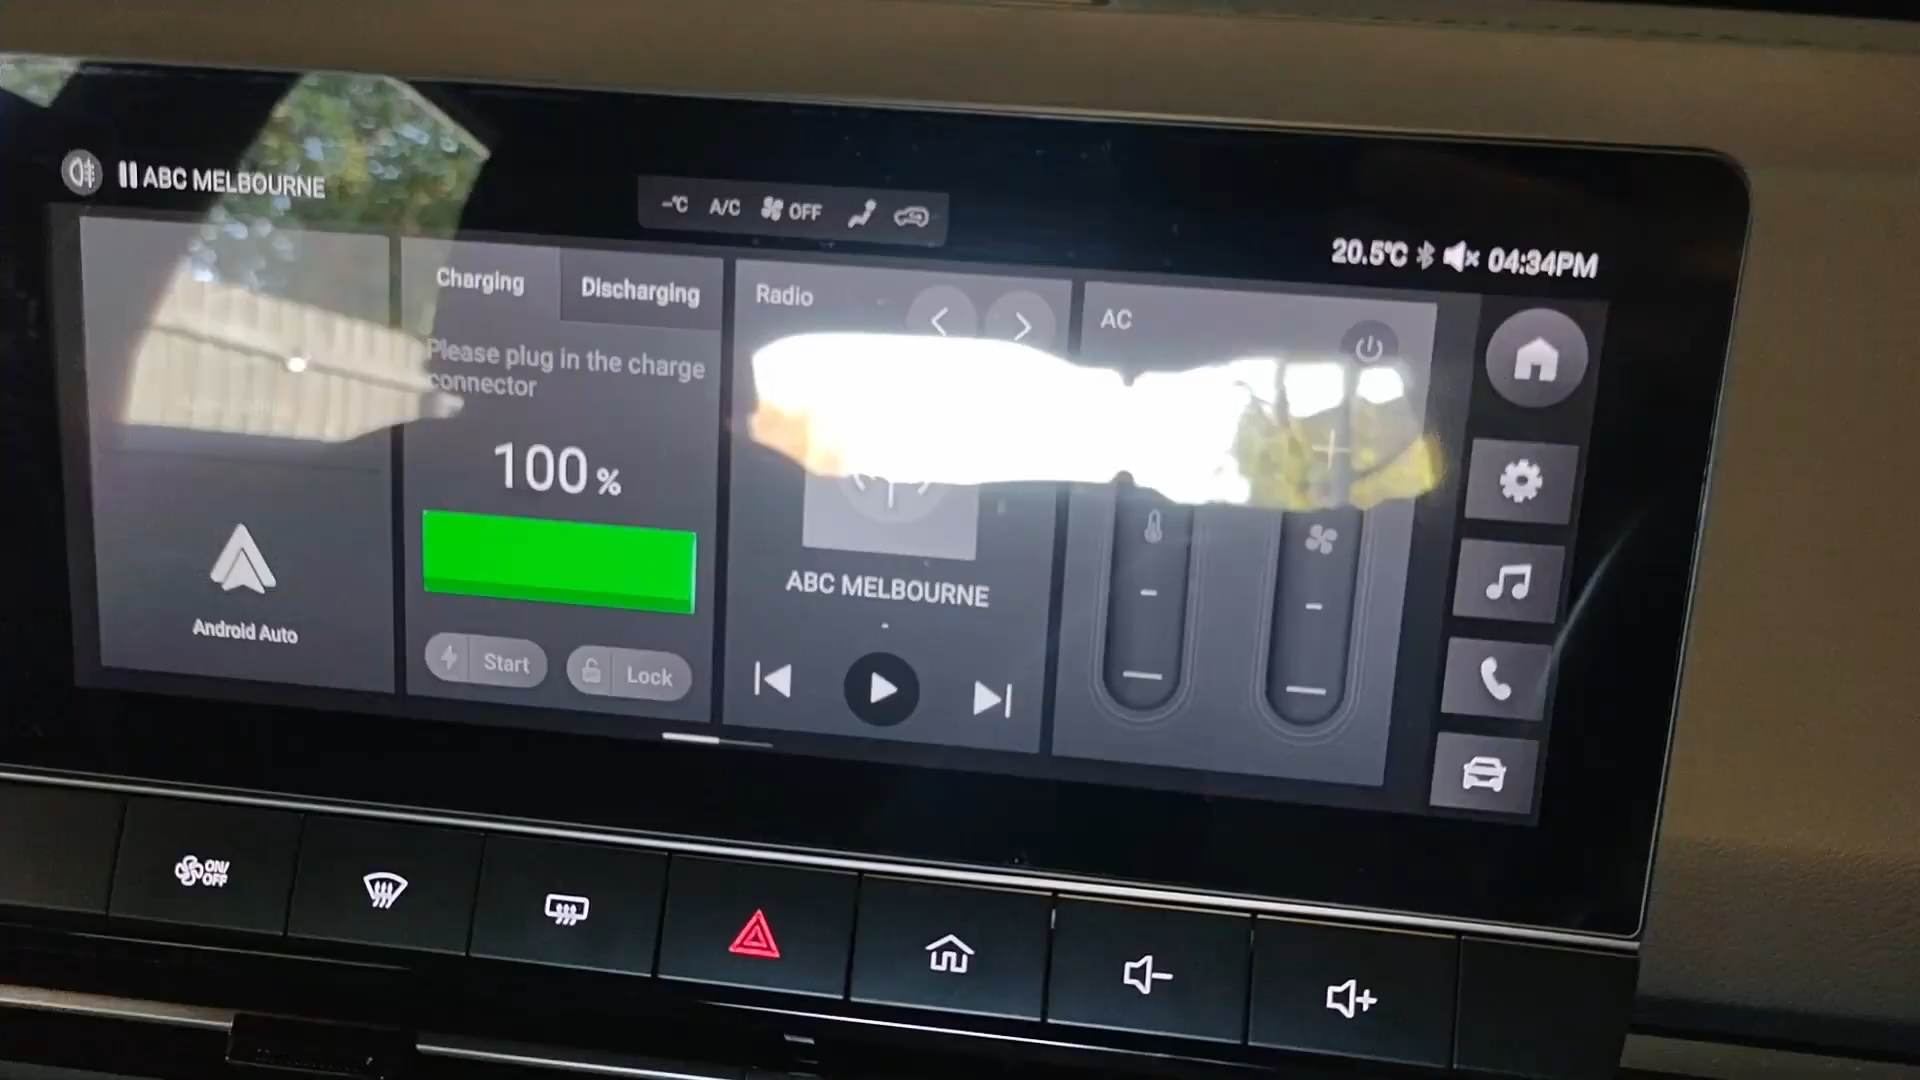 ABC MELBOURNE
-°C A/C OFF
20.5°C 04:34PM
Charging
Discharging
Please plug in the charge
connector
100%
Start
Lock
Android Auto
Radio
ABC MELBOURNE
-
AC
-
-
ON/
OFF